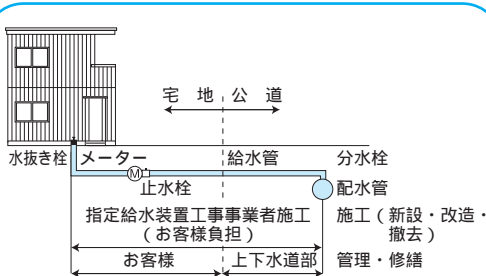 宅 地 公 道
水抜き栓 メーター 給水管 分水栓
M
止水栓 配水管
指定給水装置工事事業者施工 施工（新設・改造・
（お客様負担） 撤去）
お客様 上下水道部 管理・修繕